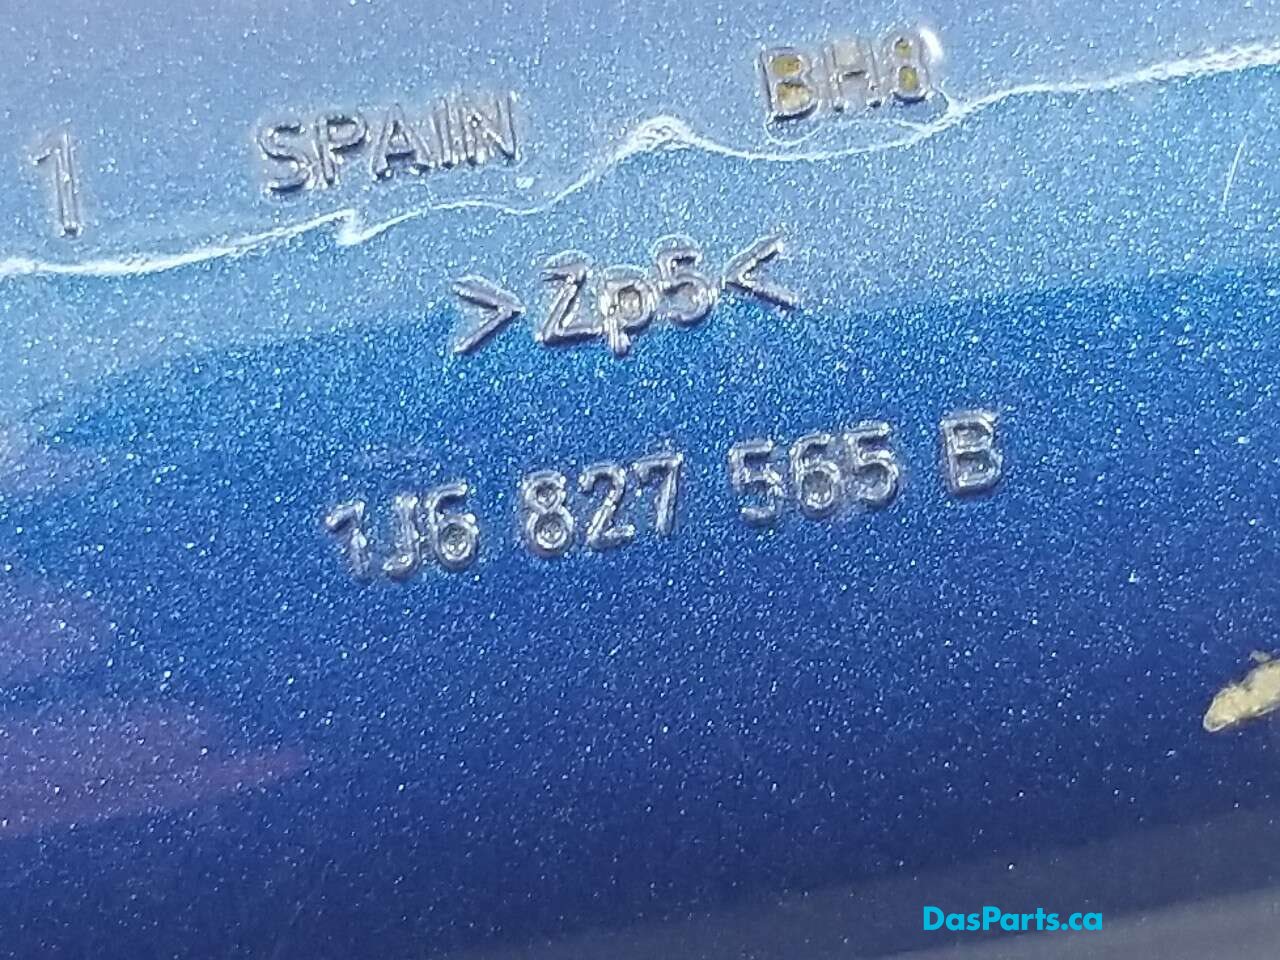 1 SPAIN BH8
>Zp5<
1J6 827 565 B
DasParts.ca